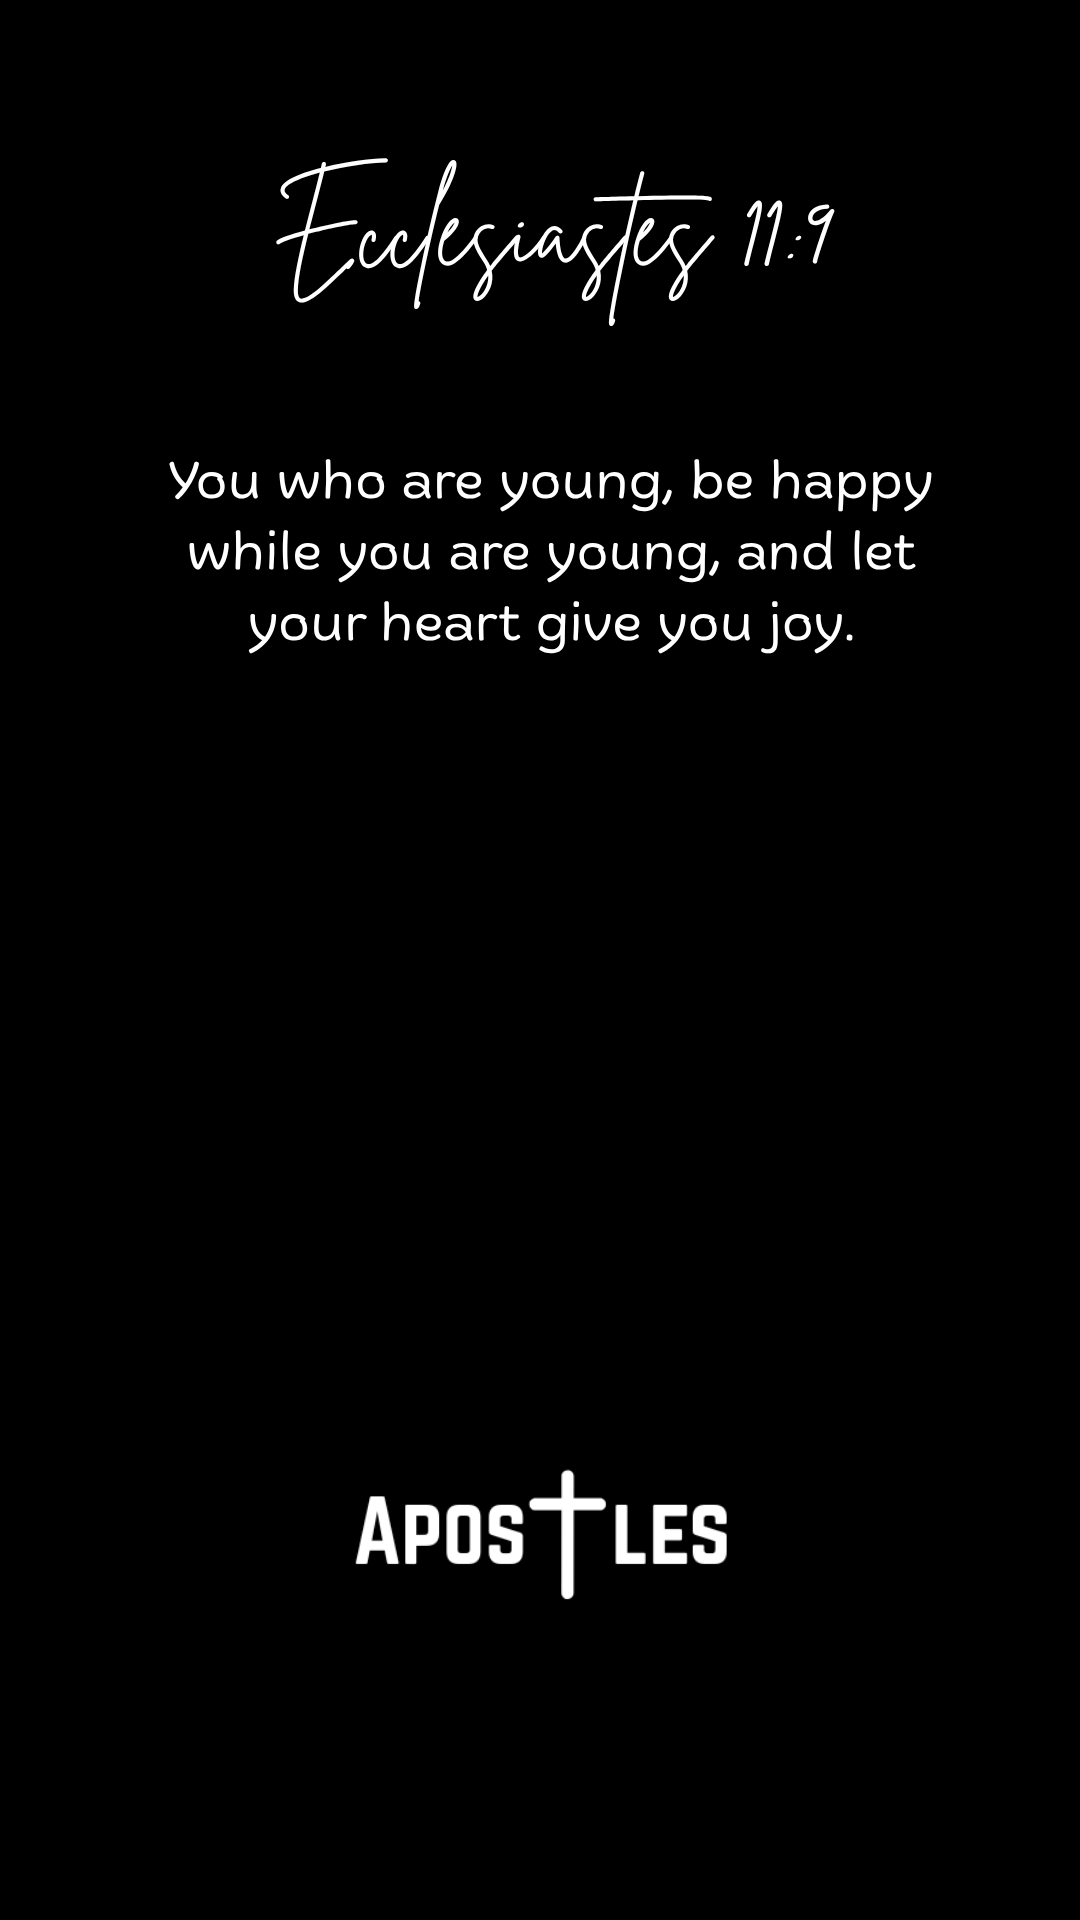 Ecclesiastes 11:9
You who are young, be happy
while you are young, and let
your heart give you joy.
Apostles